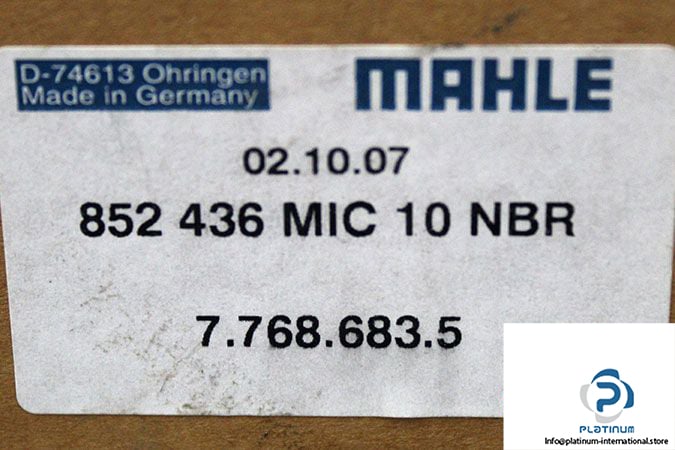 D-74613 Ohringen
Made in Germany
MAHLE
02.10.07
852 436 MIC 10 NBR
7.768.683.5
PLATINUM
Info@platinum-international.store